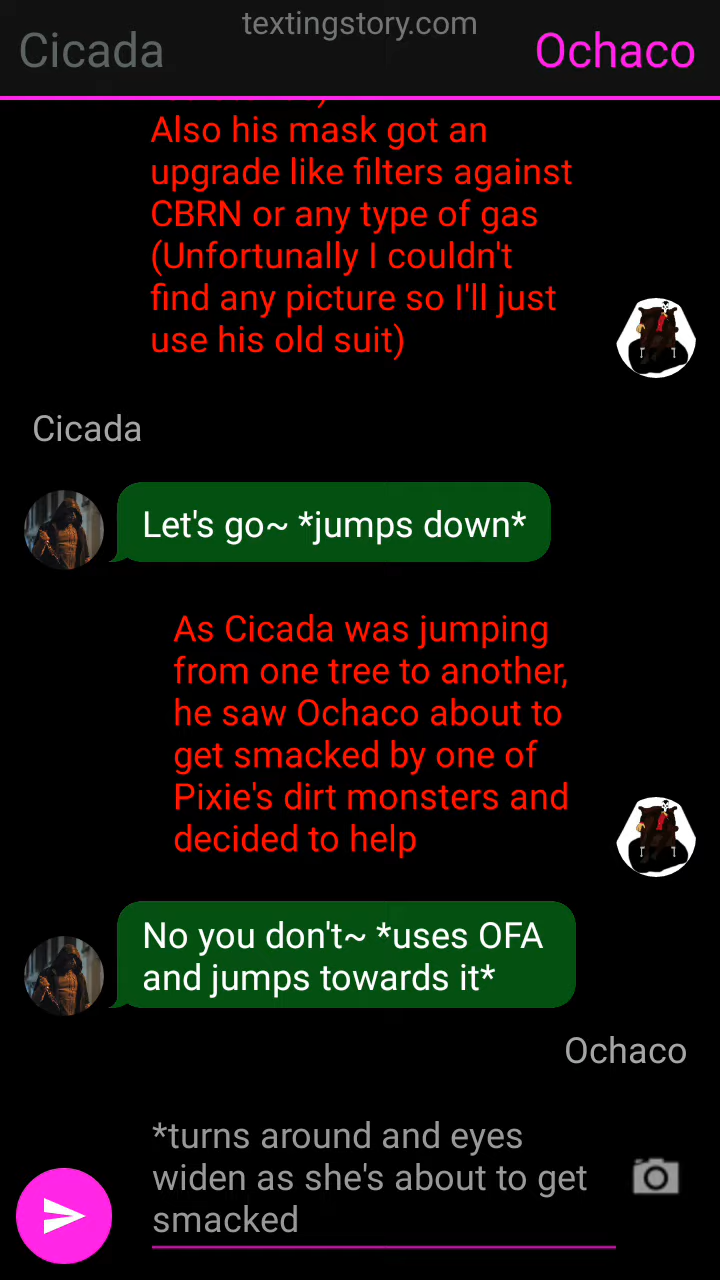 textingstory.com
Cicada
Ochaco
Also his mask got an
upgrade like filters against
CBRN or any type of gas
(Unfortunally I couldn't
find any picture so I'll just
use his old suit)
Cicada
Let's go~ *jumps down*
As Cicada was jumping
from one tree to another,
he saw Ochaco about to
get smacked by one of
Pixie's dirt monsters and
decided to help
No you don't~ *uses OFA
and jumps towards it*
Ochaco
*turns around and eyes
widen as she's about to get
smacked